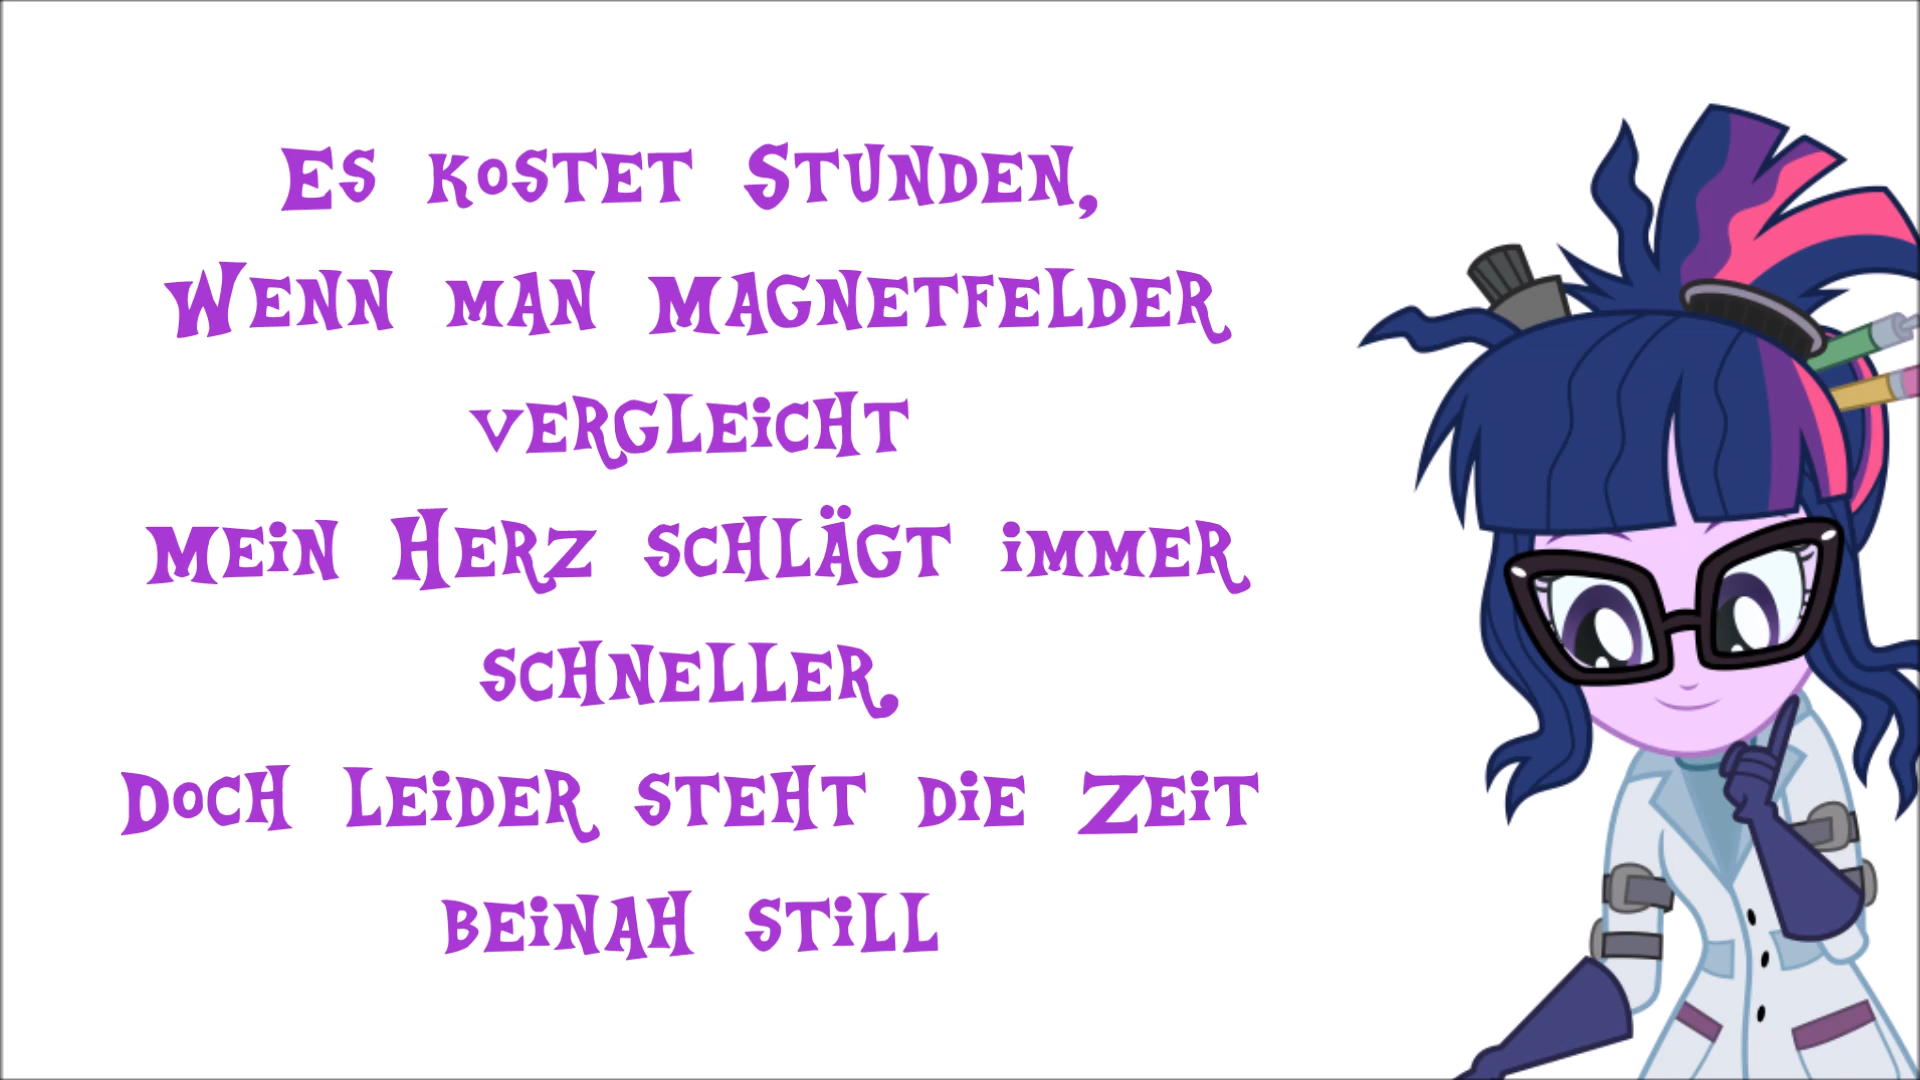 Es kostet Stunden,
Wenn man Magnetfelder
vergleicht
Mein Herz schlägt immer
schneller.
Doch leider steht die Zeit
beinah still